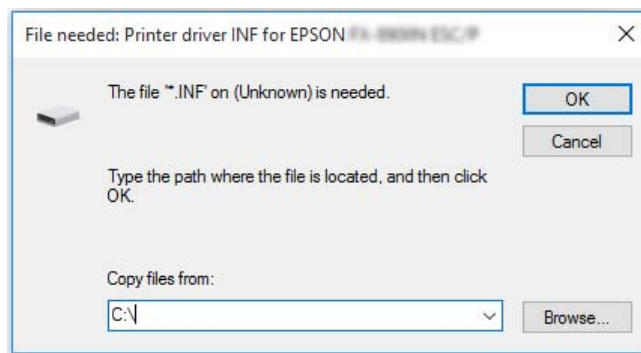 File needed: Printer driver INF for EPSON
The file '*.INF' on (Unknown) is needed.
OK
Cancel
Type the path where the file is located, and then click
OK.
Copy files from:
C:\
Browse...